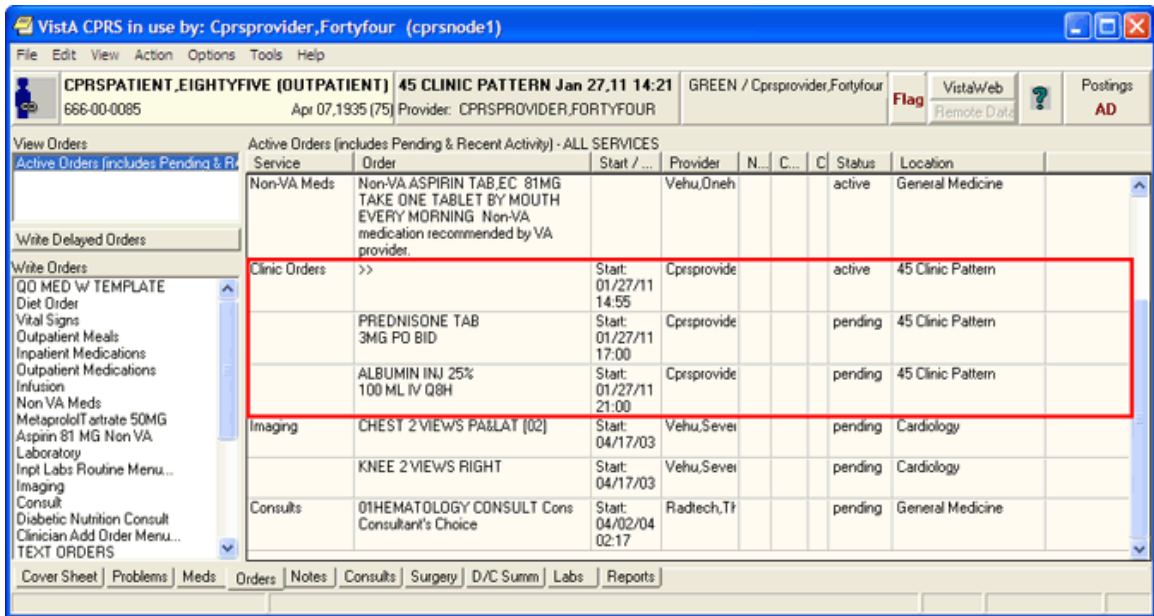 VistA CPRS in use by: Cprsprovider,Fortyfour (cprsnode1)
File Edit View Action Options Tools Help
CPRSPATIENT,EIGHTYFIVE (OUTPATIENT)
666-00-0085 Apr 07,1935 (75)
45 CLINIC PATTERN Jan 27,11 14:21
Provider: CPRSPROVIDER,FORTYFOUR
GREEN / Cprsprovider,Fortyfour
Flag
VistaWeb
Remote Data
?
Postings
AD
View Orders
Active Orders (includes Pending & Re
Write Delayed Orders
Write Orders
QO MED W TEMPLATE
Diet Order
Vital Signs
Outpatient Meals
Inpatient Medications
Outpatient Medications
Infusion
Non VA Meds
MetaprololTartrate 50MG
Aspirin 81 MG Non VA
Laboratory
Inpt Labs Routine Menu...
Imaging
Consult
Diabetic Nutrition Consult
Clinician Add Order Menu...
TEXT ORDERS
Active Orders (includes Pending & Recent Activity) - ALL SERVICES
Service Order Start / ... Provider N... C... C Status Location
Non-VA Meds Non-VA ASPIRIN TAB,EC 81MG Vehu,Oneh active General Medicine
TAKE ONE TABLET BY MOUTH
EVERY MORNING Non-VA
medication recommended by VA
provider.
Clinic Orders >> Start: Cprsprovide active 45 Clinic Pattern
01/27/11
14:55
PREDNISONE TAB Start: Cprsprovide pending 45 Clinic Pattern
3MG PO BID 01/27/11
17:00
ALBUMIN INJ 25% Start: Cprsprovide pending 45 Clinic Pattern
100 ML IV Q8H 01/27/11
21:00
Imaging CHEST 2 VIEWS PA&LAT [02] Start: Vehu,Sever pending Cardiology
04/17/03
KNEE 2 VIEWS RIGHT Start: Vehu,Sever pending Cardiology
04/17/03
Consults 01HEMATOLOGY CONSULT Cons Start: Radtech,Th pending General Medicine
Consultant's Choice 04/02/04
02:17
Cover Sheet Problems Meds Orders Notes Consults Surgery D/C Summ Labs Reports